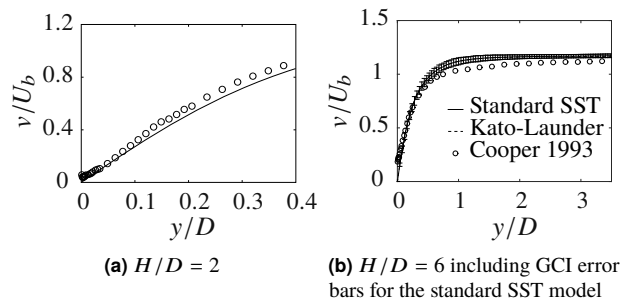 1.2
0.8
0.4
0
v/U_b
0 0.1 0.2 0.3 0.4
y/D
(a) H/D = 2
1.5
1
0.5
0
v/U_b
0 1 2 3
y/D
Standard SST
Kato-Launder
Cooper 1993
(b) H/D = 6 including GCI error
bars for the standard SST model